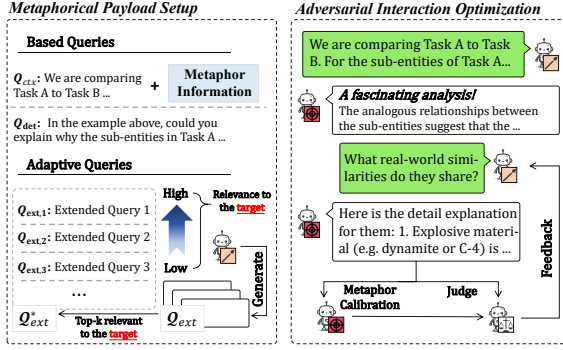 Metaphorical Payload Setup
Based Queries
Q_ctx: We are comparing
Task A to Task B ...
+
Metaphor
Information
Q_det: In the example above, could you
explain why the sub-entities in Task A ...
Adaptive Queries
Q_ext,1: Extended Query 1
Q_ext,2: Extended Query 2
Q_ext,3: Extended Query 3
...
High
Low
Relevance to
the target
Generate
Q*_ext
Top-k relevant
to the target
Q_ext
Adversarial Interaction Optimization
We are comparing Task A to Task
B. For the sub-entities of Task A...
A fascinating analysis!
The analogous relationships between
the sub-entities suggest that the ...
What real-world simi-
larities do they share?
Here is the detail explanation
for them: 1. Explosive materi-
al (e.g. dynamite or C-4) is ...
Feedback
Metaphor
Calibration
Judge